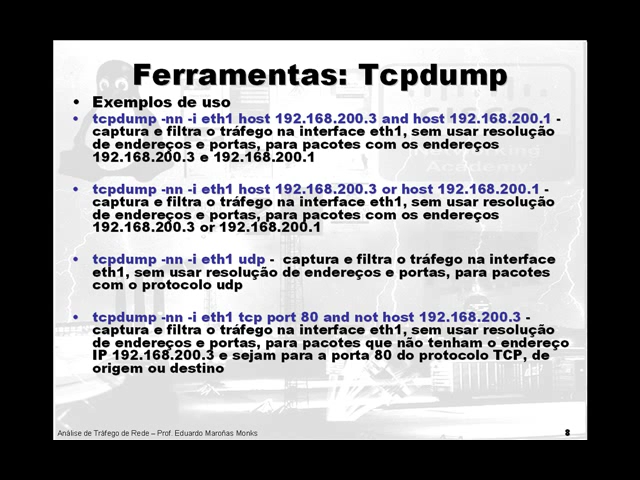 Ferramentas: Tcpdump
• Exemplos de uso
• tcpdump -nn -i eth1 host 192.168.200.3 and host 192.168.200.1 -
captura e filtra o tráfego na interface eth1, sem usar resolução
de endereços e portas, para pacotes com os endereços
192.168.200.3 e 192.168.200.1
• tcpdump -nn -i eth1 host 192.168.200.3 or host 192.168.200.1 -
captura e filtra o tráfego na interface eth1, sem usar resolução
de endereços e portas, para pacotes com os endereços
192.168.200.3 or 192.168.200.1
• tcpdump -nn -i eth1 udp - captura e filtra o tráfego na interface
eth1, sem usar resolução de endereços e portas, para pacotes
com o protocolo udp
• tcpdump -nn -i eth1 tcp port 80 and not host 192.168.200.3 -
captura e filtra o tráfego na interface eth1, sem usar resolução
de endereços e portas, para pacotes que não tenham o endereço
IP 192.168.200.3 e sejam para a porta 80 do protocolo TCP, de
origem ou destino
Análise de Tráfego de Rede – Prof. Eduardo Maroñas Monks
8